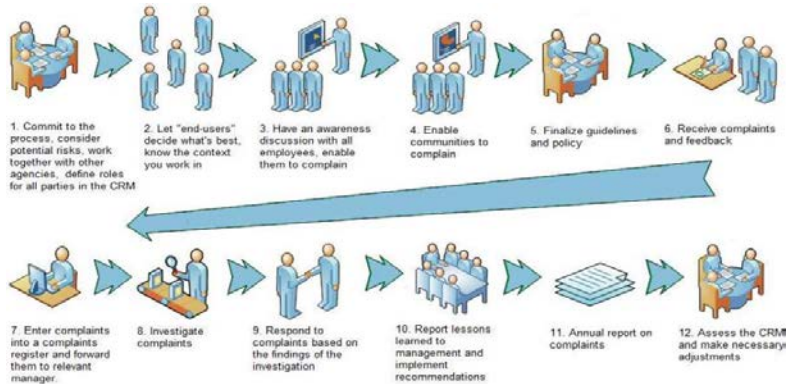 1. Commit to the
process, consider
potential risks, work
together with other
agencies, define roles
for all parties in the CRM
2. Let "end-users"
decide what's best,
know the context
you work in
3. Have an awareness
discussion with all
employees, enable
them to complain
4. Enable
communities to
complain
5. Finalize guidelines
and policy
6. Receive complaints
and feedback
7. Enter complaints
into a complaints
register and forward
them to relevant
manager.
8. Investigate
complaints
9. Respond to
complaints based on
the findings of the
investigation
10. Report lessons
learned to
management and
implement
recommendations
11. Annual report on
complaints
12. Assess the CRM
and make necessary
adjustments